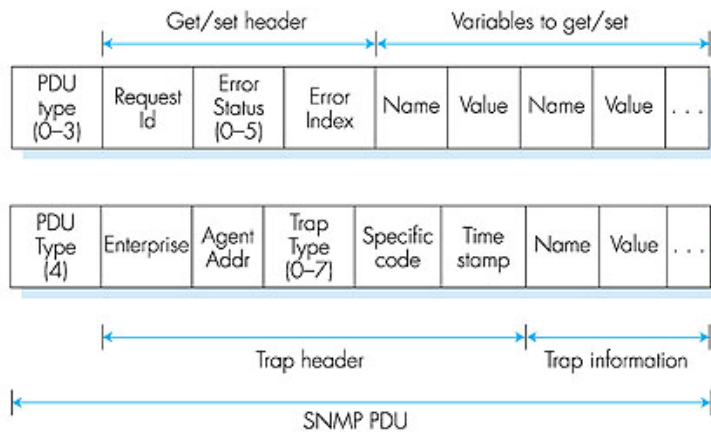 Get/set header Variables to get/set
PDU type (0–3) Request Id Error Status (0–5) Error Index Name Value Name Value . . .
PDU Type (4) Enterprise Agent Addr Trap Type (0–7) Specific code Time stamp Name Value . . .
Trap header Trap information
SNMP PDU